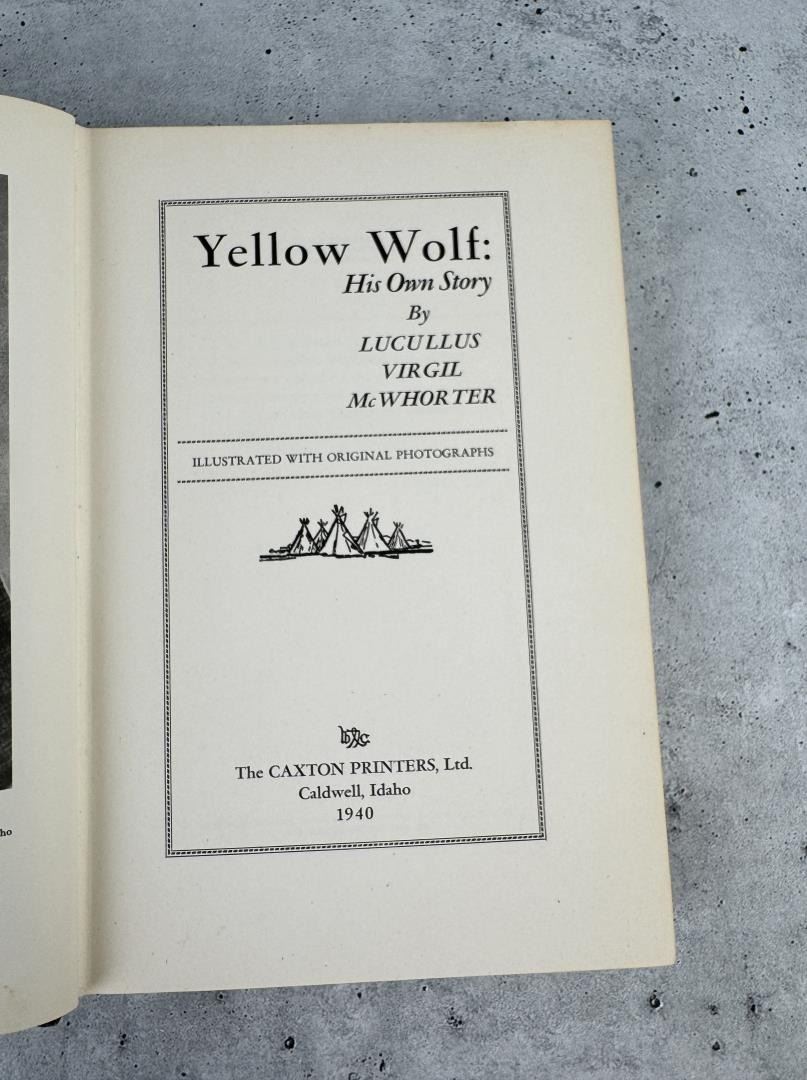 Yellow Wolf:
His Own Story
By
LUCULLUS
VIRGIL
McWHORTER
ILLUSTRATED WITH ORIGINAL PHOTOGRAPHS
The CAXTON PRINTERS, Ltd.
Caldwell, Idaho
1940